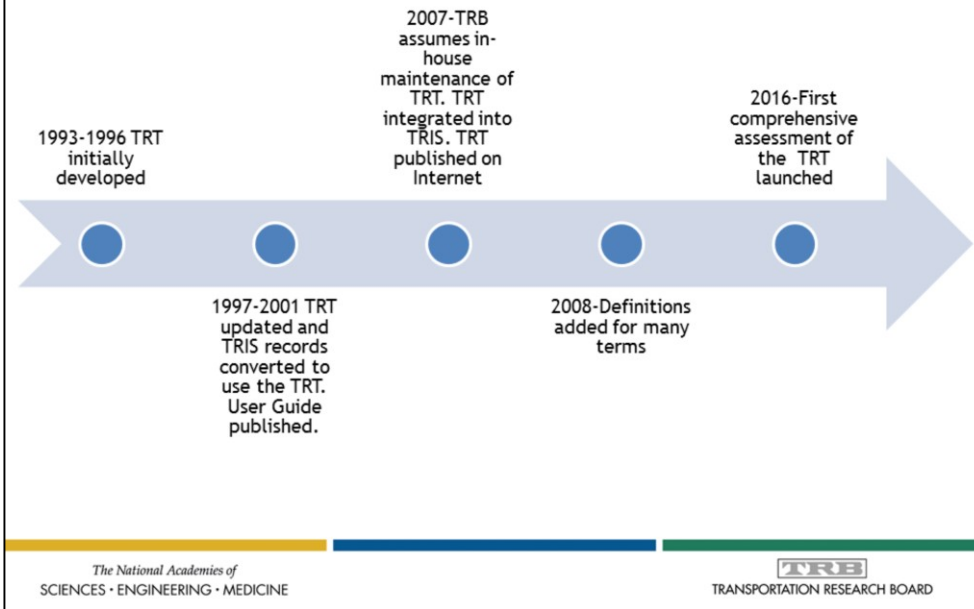 1993-1996 TRT
initially
developed
1997-2001 TRT
updated and
TRIS records
converted to
use the TRT.
User Guide
published.
2007-TRB
assumes in-
house
maintenance of
TRT. TRT
integrated into
TRIS. TRT
published on
Internet
2008-Definitions
added for many
terms
2016-First
comprehensive
assessment of
the TRT
launched
The National Academies of
SCIENCES · ENGINEERING · MEDICINE
TRB
TRANSPORTATION RESEARCH BOARD